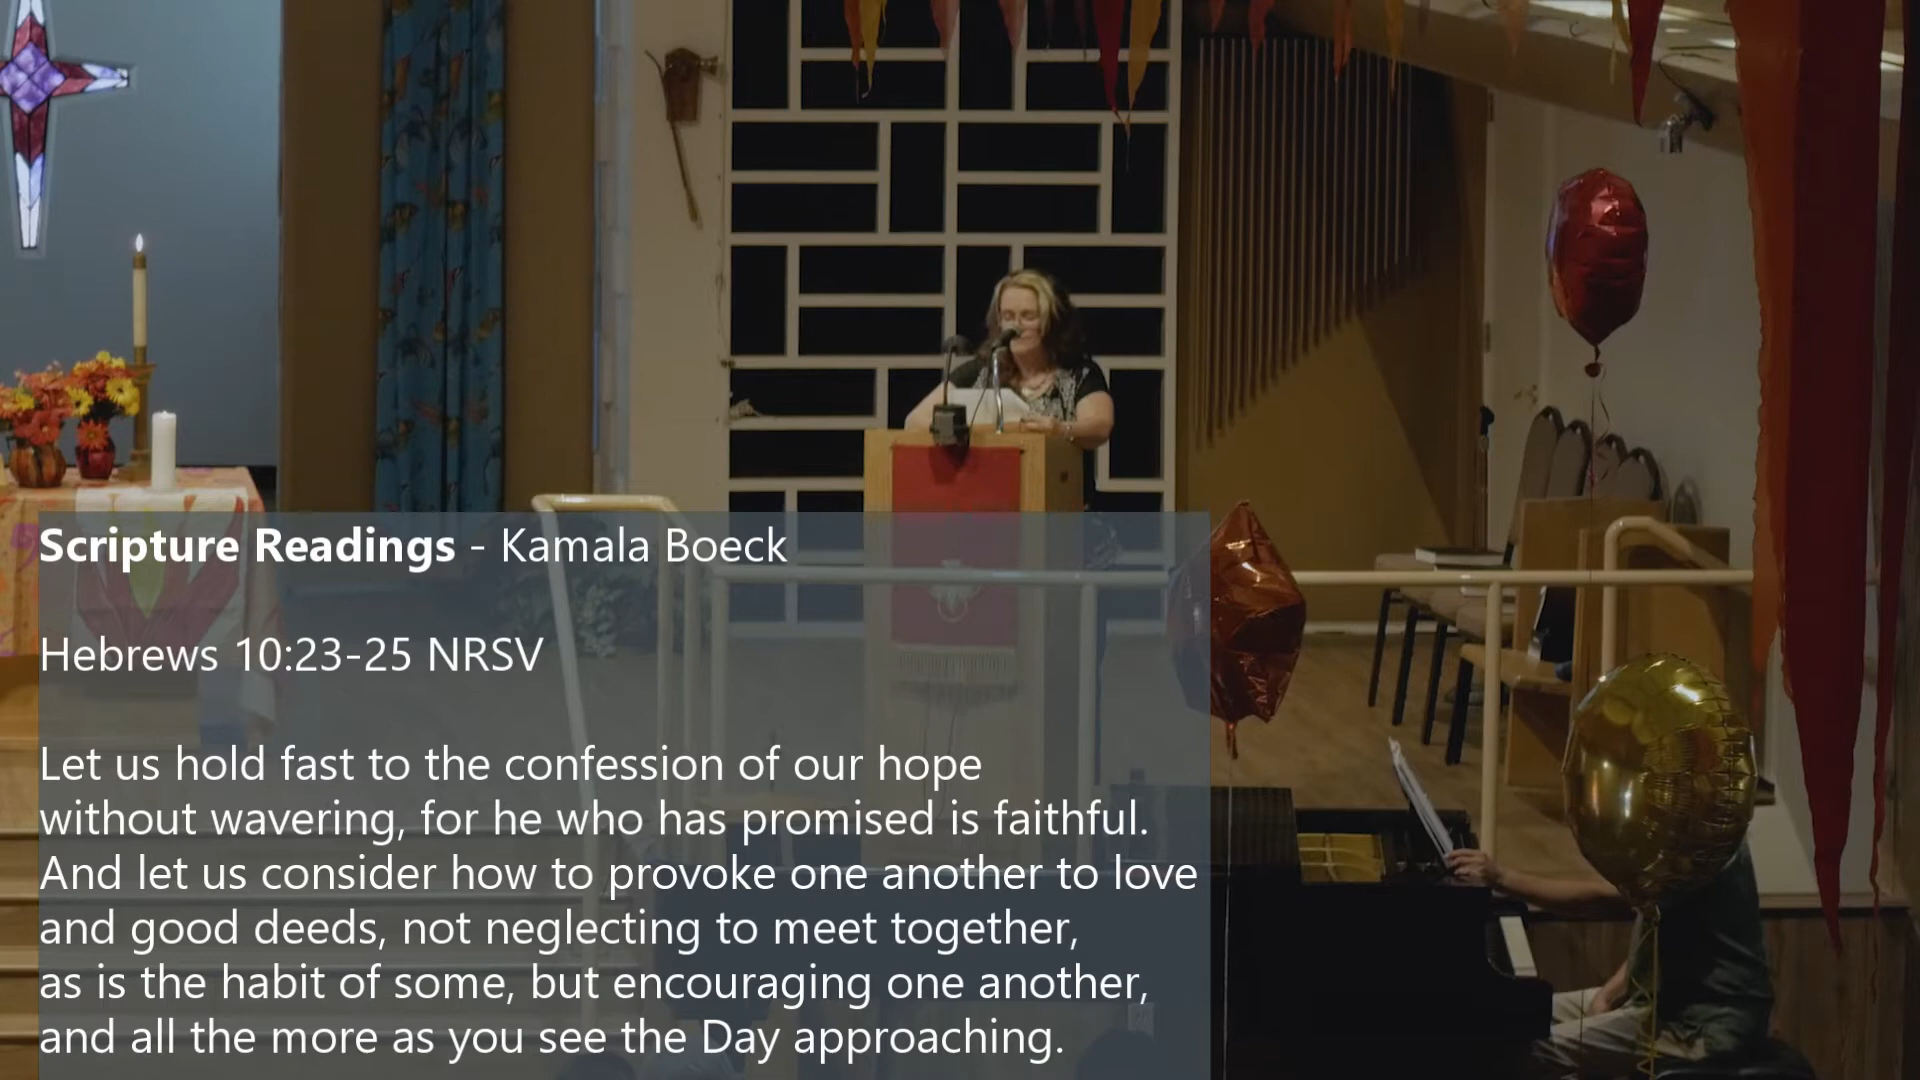 Scripture Readings - Kamala Boeck
Hebrews 10:23-25 NRSV
Let us hold fast to the confession of our hope
without wavering, for he who has promised is faithful.
And let us consider how to provoke one another to love
and good deeds, not neglecting to meet together,
as is the habit of some, but encouraging one another,
and all the more as you see the Day approaching.